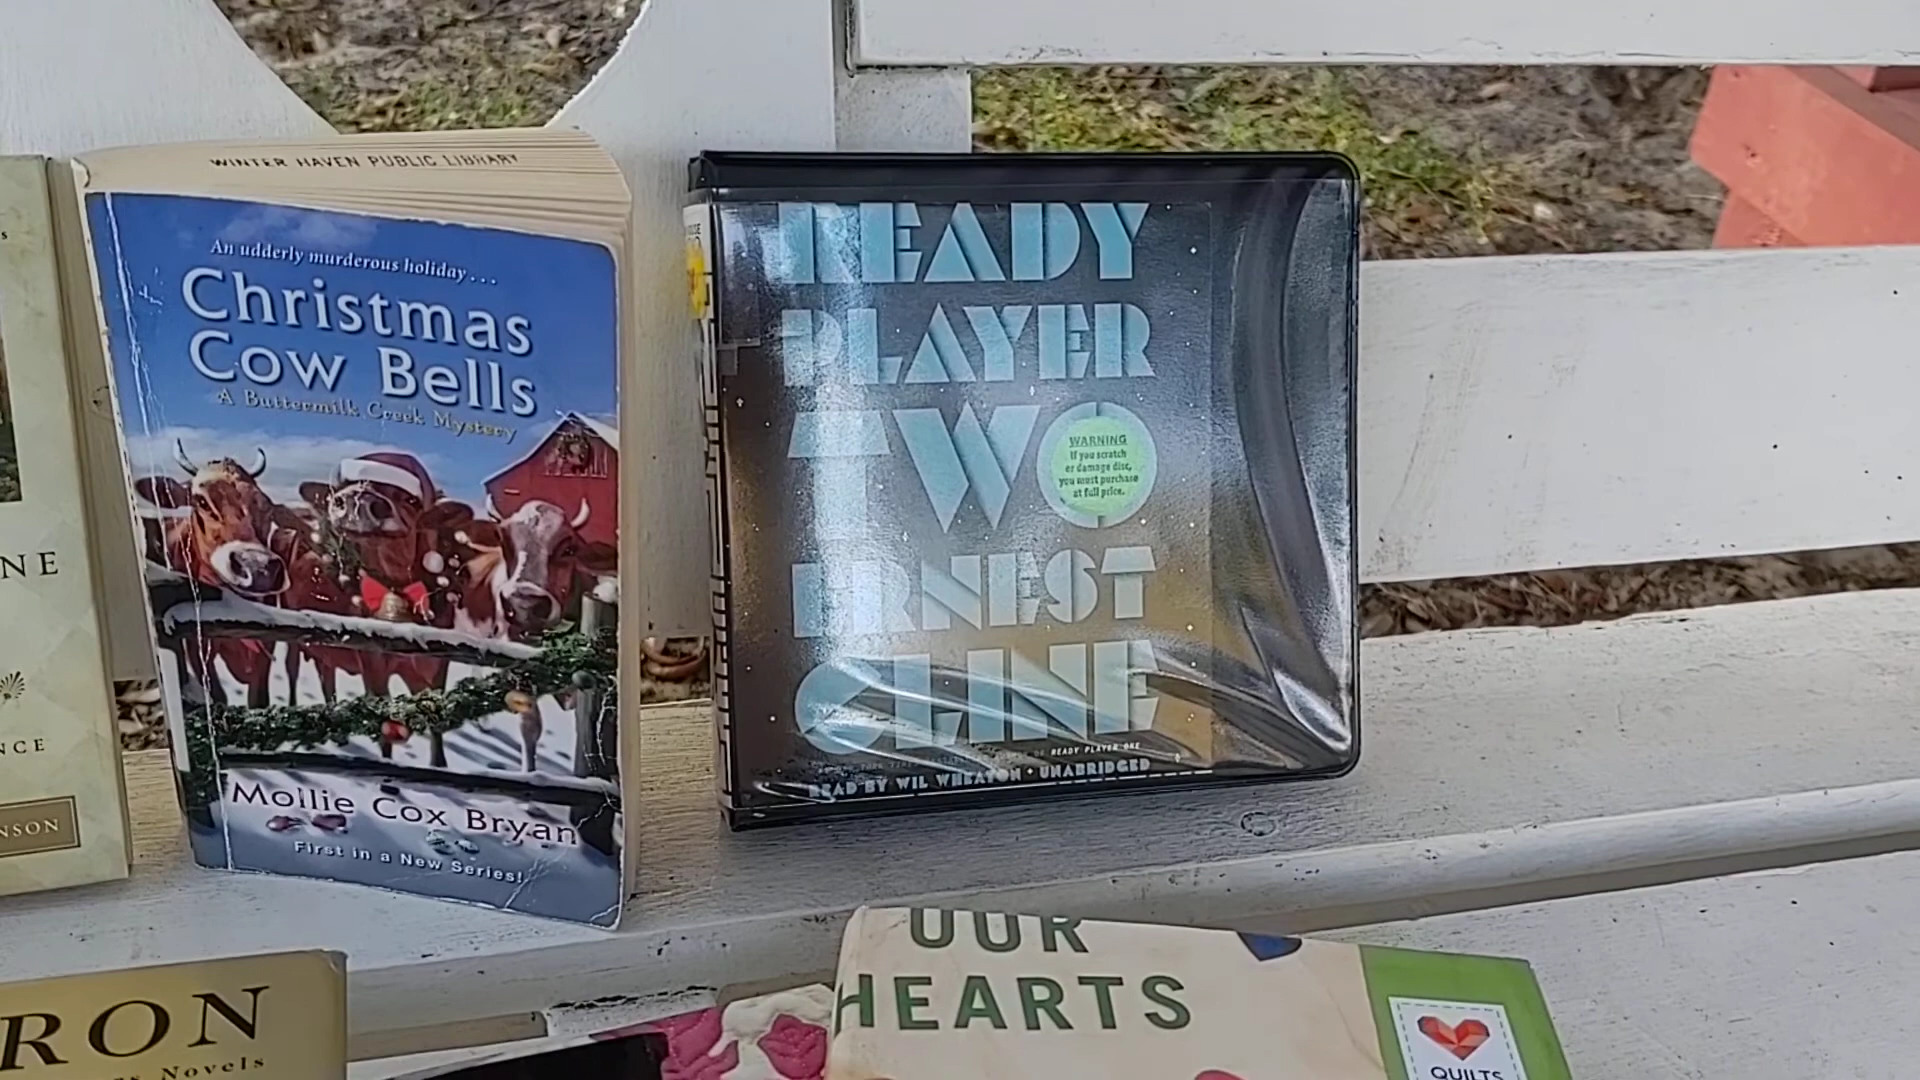 WINTER HAVEN PUBLIC LIBRARY
An udderly murderous holiday . . .
Christmas
Cow Bells
A Buttermilk Creek Mystery
Mollie Cox Bryan
First in a New Series!
READY
PLAYER
TWO
WARNING
If you scratch
or damage disc,
you must purchase
at full price.
ERNEST
CLINE
READY PLAYER ONE
READ BY WIL WHEATON • UNABRIDGED
NE
NCE
NSON
RON
Novels
OUR
HEARTS
QUILTS